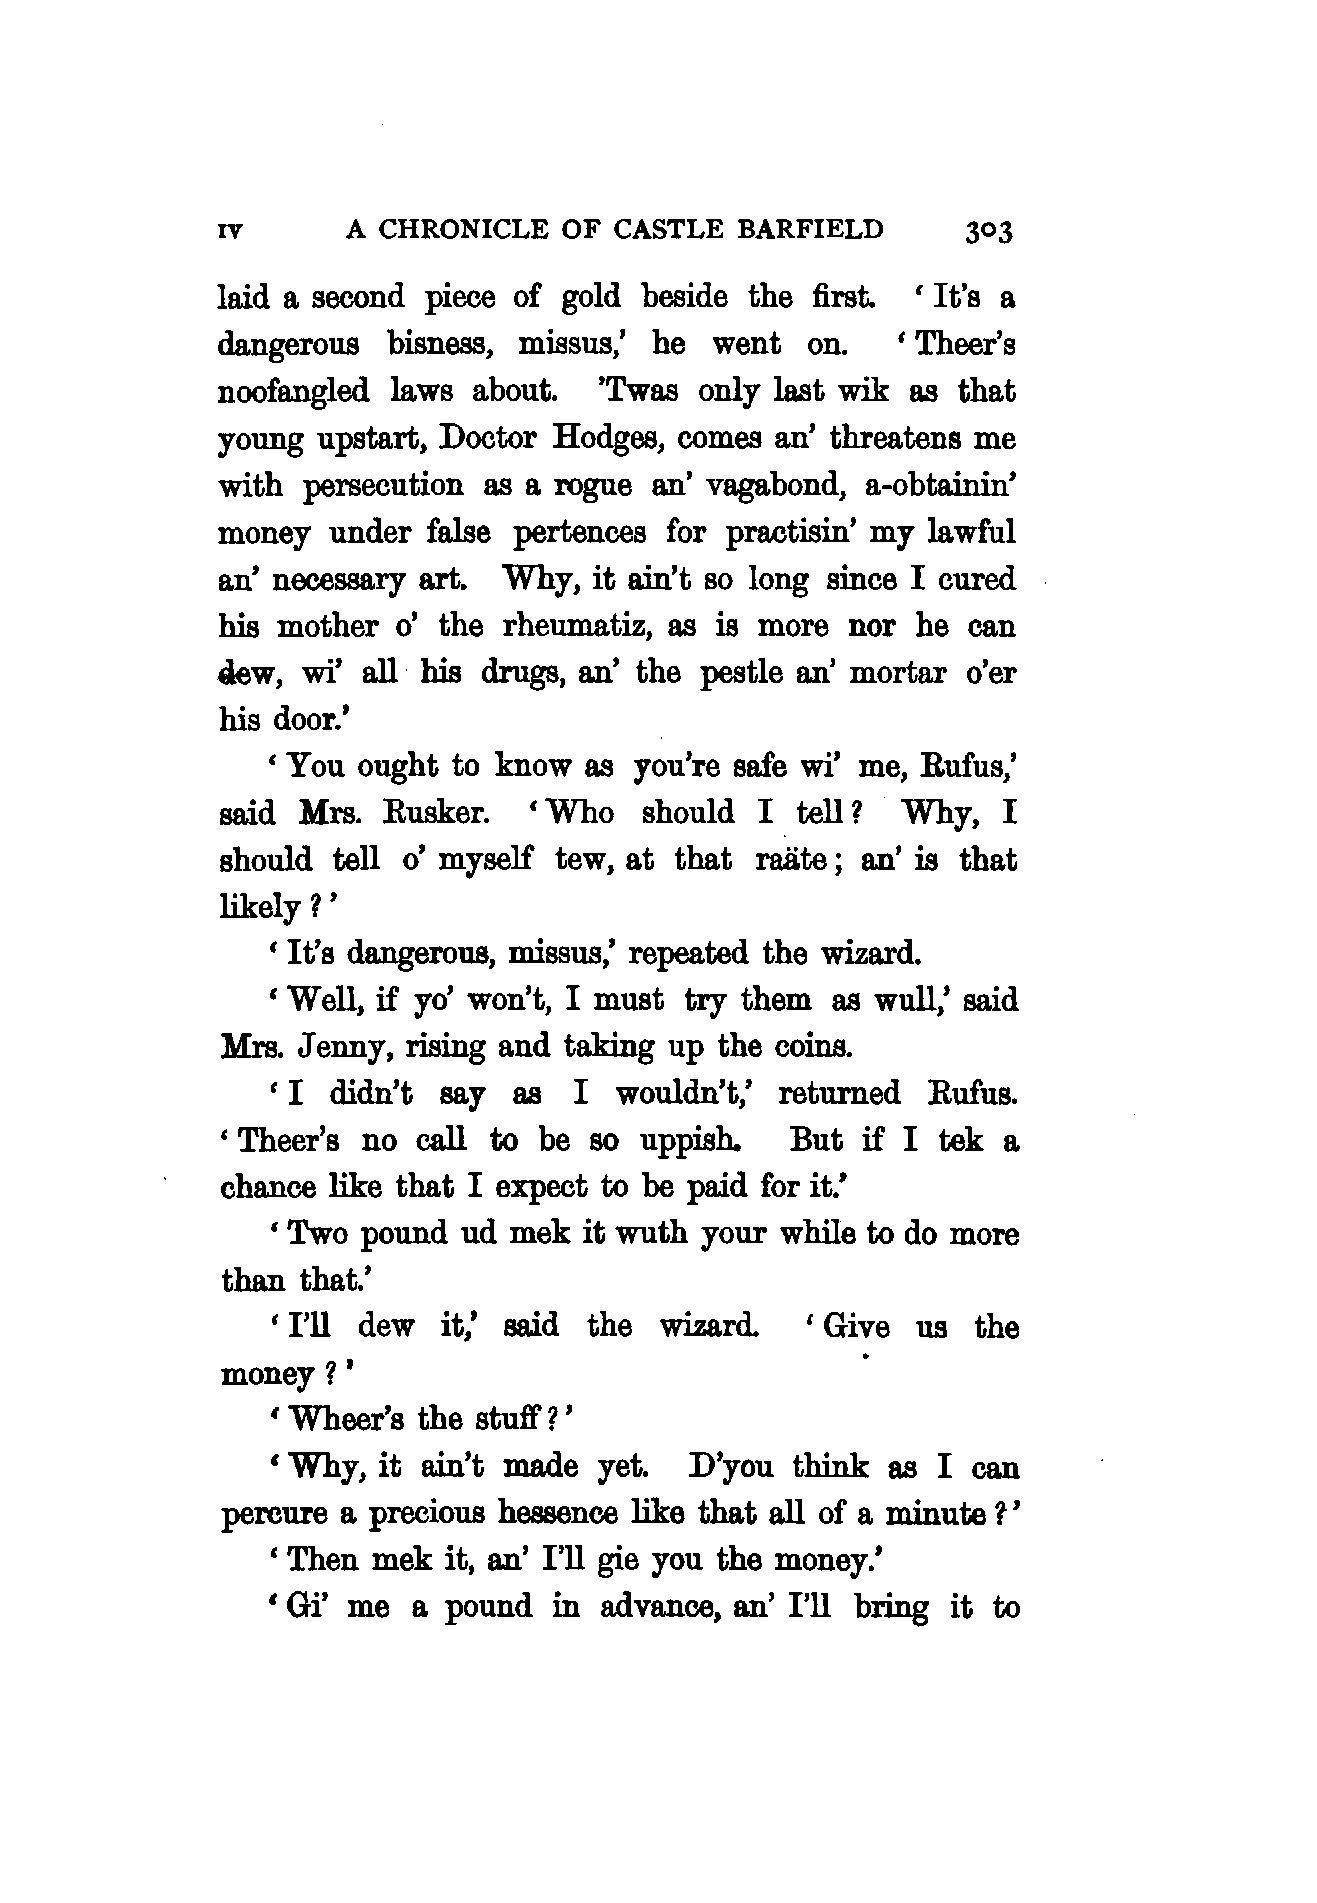 IV A CHRONICLE OF CASTLE BARFIELD 303
laid a second piece of gold beside the first. ‘It’s a
dangerous bisness, missus,’ he went on. ‘Theer’s
noofangled laws about. ’Twas only last wik as that
young upstart, Doctor Hodges, comes an’ threatens me
with persecution as a rogue an’ vagabond, a-obtainin’
money under false pertences for practisin’ my lawful
an’ necessary art. Why, it ain’t so long since I cured
his mother o’ the rheumatiz, as is more nor he can
dew, wi’ all his drugs, an’ the pestle an’ mortar o’er
his door.’
‘You ought to know as you’re safe wi’ me, Rufus,’
said Mrs. Rusker. ‘Who should I tell? Why, I
should tell o’ myself tew, at that raäte; an’ is that
likely?’
‘It’s dangerous, missus,’ repeated the wizard.
‘Well, if yo’ won’t, I must try them as wull,’ said
Mrs. Jenny, rising and taking up the coins.
‘I didn’t say as I wouldn’t,’ returned Rufus.
‘Theer’s no call to be so uppish. But if I tek a
chance like that I expect to be paid for it.’
‘Two pound ud mek it wuth your while to do more
than that.’
‘I’ll dew it,’ said the wizard. ‘Give us the
money?’
‘Wheer’s the stuff?’
‘Why, it ain’t made yet. D’you think as I can
percure a precious hessence like that all of a minute?’
‘Then mek it, an’ I’ll gie you the money.’
‘Gi’ me a pound in advance, an’ I’ll bring it to